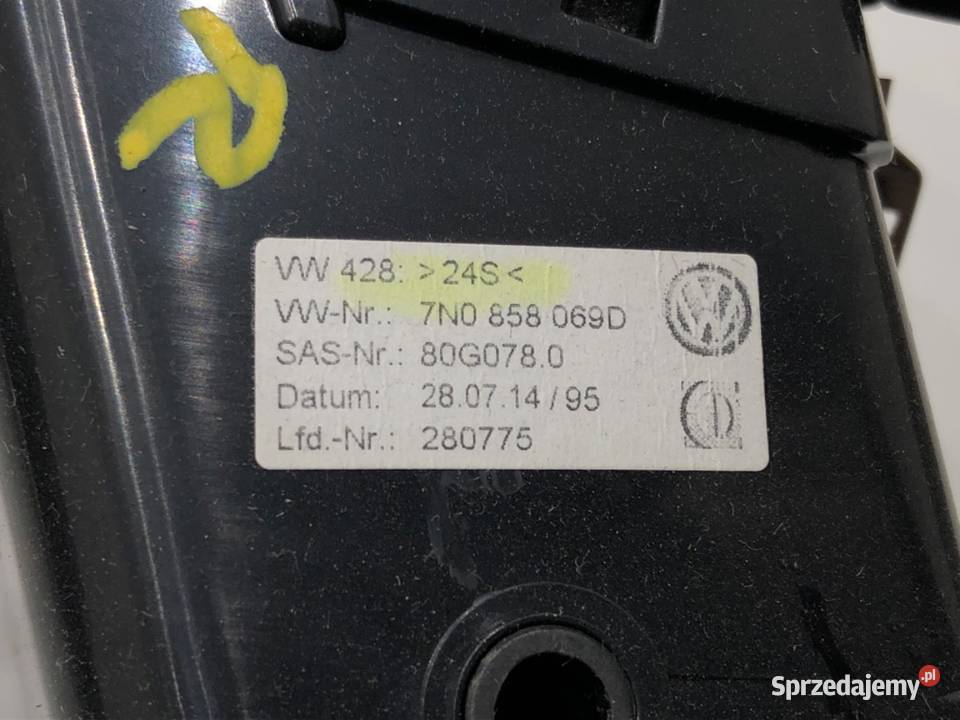 VW 428: >24S<
VW-Nr.: 7N0 858 069D
SAS-Nr.: 80G078.0
Datum: 28.07.14/95
Lfd.-Nr.: 280775
Sprzedajemy.pl